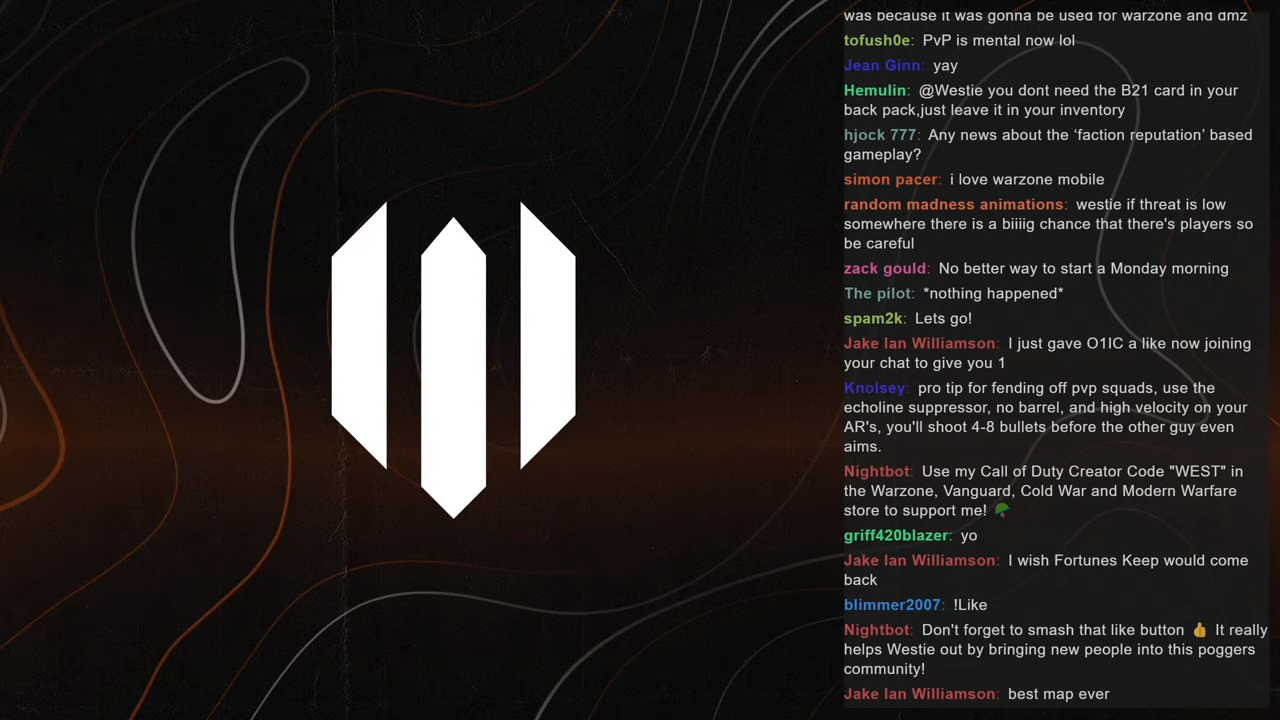 was because it was gonna be used for warzone and dmz
tofush0e: PvP is mental now lol
Jean Ginn: yay
Hemulin: @Westie you dont need the B21 card in your
back pack,just leave it in your inventory
hjock 777: Any news about the ‘faction reputation’ based
gameplay?
simon pacer: i love warzone mobile
random madness animations: westie if threat is low
somewhere there is a biiiig chance that there's players so
be careful
zack gould: No better way to start a Monday morning
The pilot: *nothing happened*
spam2k: Lets go!
Jake Ian Williamson: I just gave O1IC a like now joining
your chat to give you 1
Knolsey: pro tip for fending off pvp squads, use the
echoline suppressor, no barrel, and high velocity on your
AR's, you'll shoot 4-8 bullets before the other guy even
aims.
Nightbot: Use my Call of Duty Creator Code "WEST" in
the Warzone, Vanguard, Cold War and Modern Warfare
store to support me! 🪂
griff420blazer: yo
Jake Ian Williamson: I wish Fortunes Keep would come
back
blimmer2007: !Like
Nightbot: Don't forget to smash that like button 👍 It really
helps Westie out by bringing new people into this poggers
community!
Jake Ian Williamson: best map ever